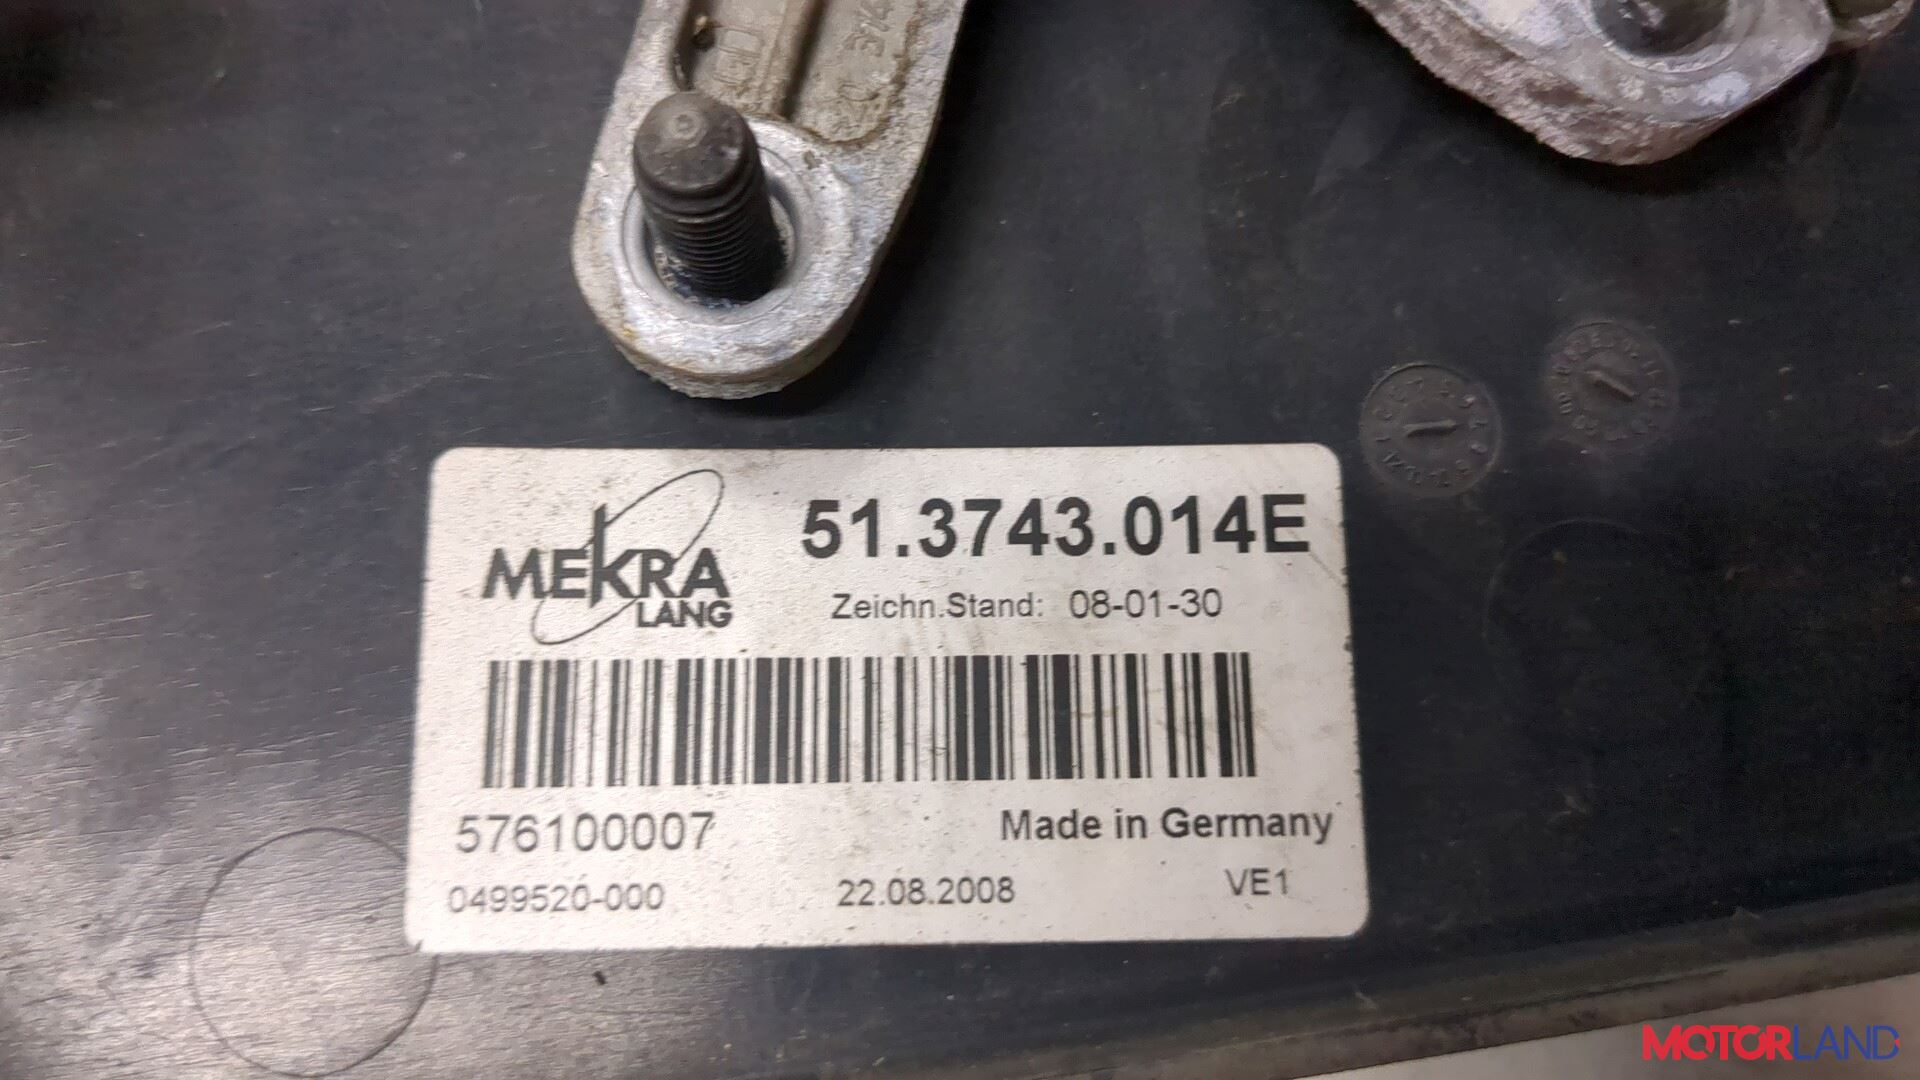 MEKRA
LANG
51.3743.014E
Zeichn.Stand: 08-01-30
576100007
Made in Germany
0499520-000
22.08.2008
VE1
MOTORLAND